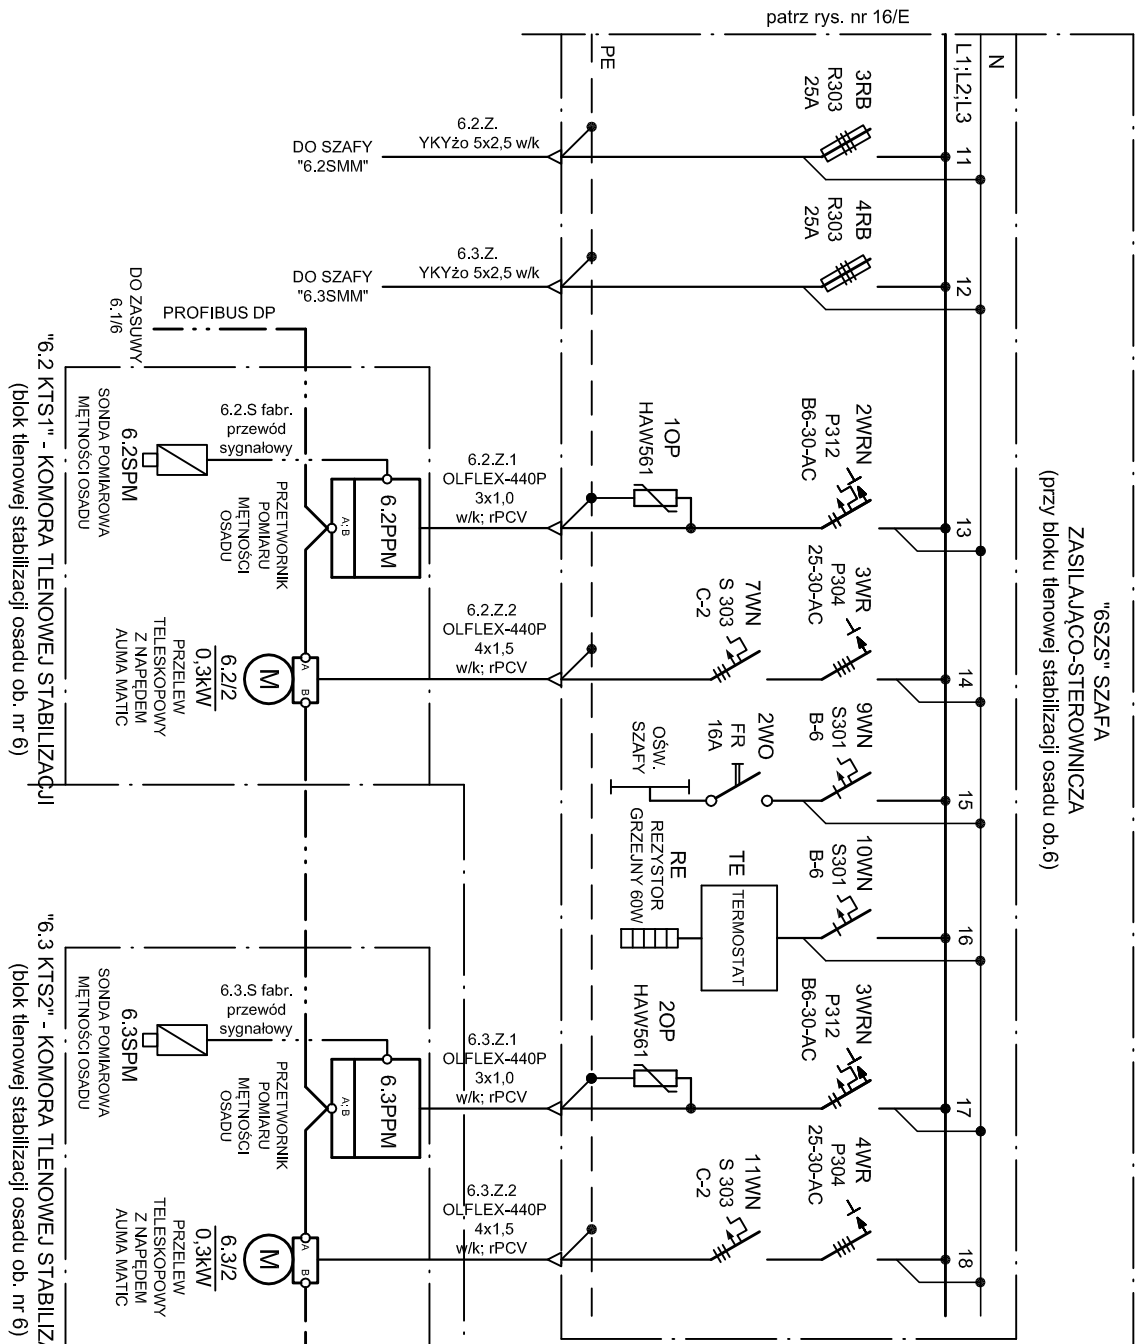 patrz rys. nr 16/E
"6SZS" SZAFA
ZASILAJĄCO-STEROWNICZA
(przy bloku tlenowej stabilizacji osadu ob.6)
N
L1;L2;L3
PE
11
3RB
R303
25A
6.2.Z.
YKYżo 5x2,5 w/k
DO SZAFY
"6.2SMM"
12
4RB
R303
25A
6.3.Z.
YKYżo 5x2,5 w/k
DO SZAFY
"6.3SMM"
DO ZASUWY
6.1/6
PROFIBUS DP
13
2WRN
P312
B6-30-AC
1OP
HAW561
6.2.Z.1
OLFLEX-440P
3x1,0
w/k; rPCV
6.2PPM
A; B
PRZETWORNIK
POMIARU
MĘTNOŚCI
OSADU
6.2.S fabr.
przewód
sygnałowy
6.2SPM
SONDA POMIAROWA
MĘTNOŚCI OSADU
14
3WR
P304
25-30-AC
7WN
S 303
C-2
6.2.Z.2
OLFLEX-440P
4x1,5
w/k; rPCV
A
B
M
6.2/2
0,3kW
PRZELEW
TELESKOPOWY
Z NAPĘDEM
AUMA MATIC
"6.2 KTS1" - KOMORA TLENOWEJ STABILIZACJI
(blok tlenowej stabilizacji osadu ob. nr 6)
15
9WN
S301
B-6
2WO
FR
16A
OŚW.
SZAFY
16
10WN
S301
B-6
TE
TERMOSTAT
RE
REZYSTOR
GRZEJNY 60W
17
3WRN
P312
B6-30-AC
2OP
HAW561
6.3.Z.1
OLFLEX-440P
3x1,0
w/k; rPCV
6.3PPM
A; B
PRZETWORNIK
POMIARU
MĘTNOŚCI
OSADU
6.3.S fabr.
przewód
sygnałowy
6.3SPM
SONDA POMIAROWA
MĘTNOŚCI OSADU
18
4WR
P304
25-30-AC
11WN
S 303
C-2
6.3.Z.2
OLFLEX-440P
4x1,5
w/k; rPCV
A
B
M
6.3/2
0,3kW
PRZELEW
TELESKOPOWY
Z NAPĘDEM
AUMA MATIC
"6.3 KTS2" - KOMORA TLENOWEJ STABILIZA
(blok tlenowej stabilizacji osadu ob. nr 6)